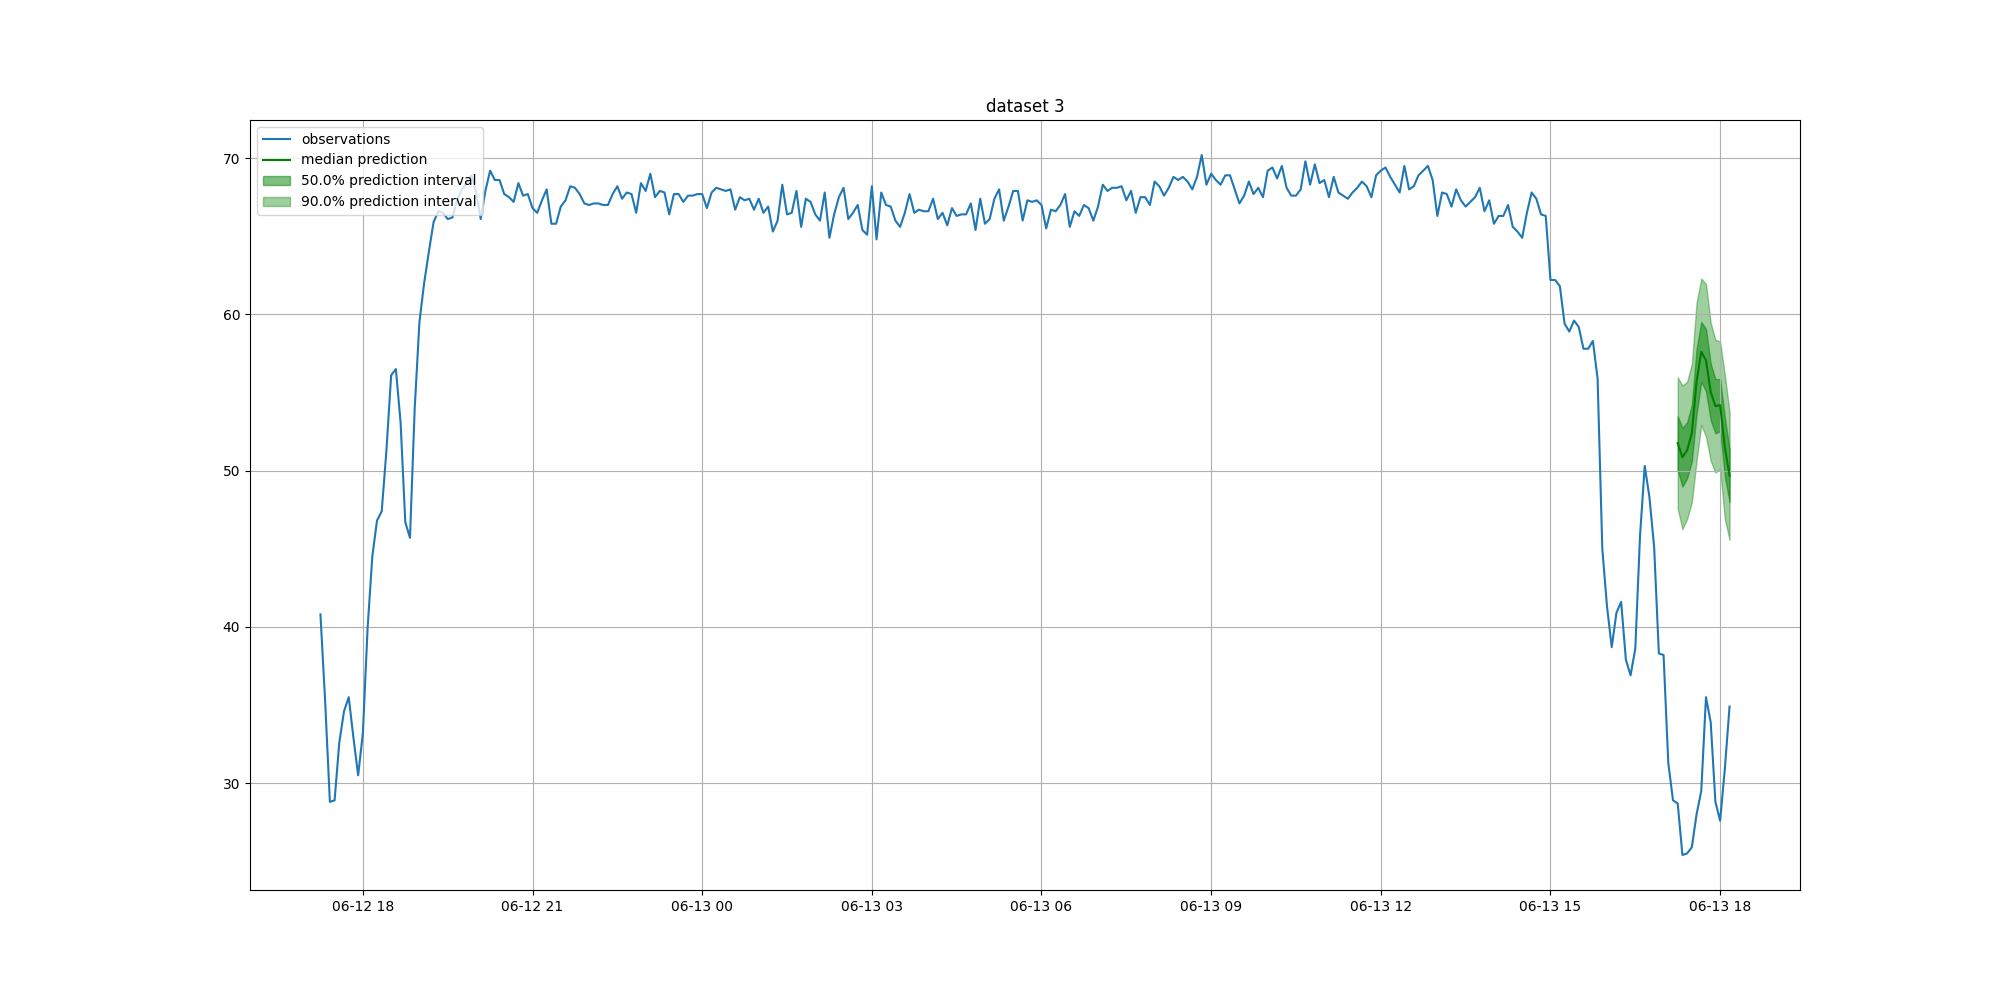 dataset 3
observations
median prediction
50.0% prediction interval
90.0% prediction interval
70
60
50
40
30
06-12 18
06-12 21
06-13 00
06-13 03
06-13 06
06-13 09
06-13 12
06-13 15
06-13 18